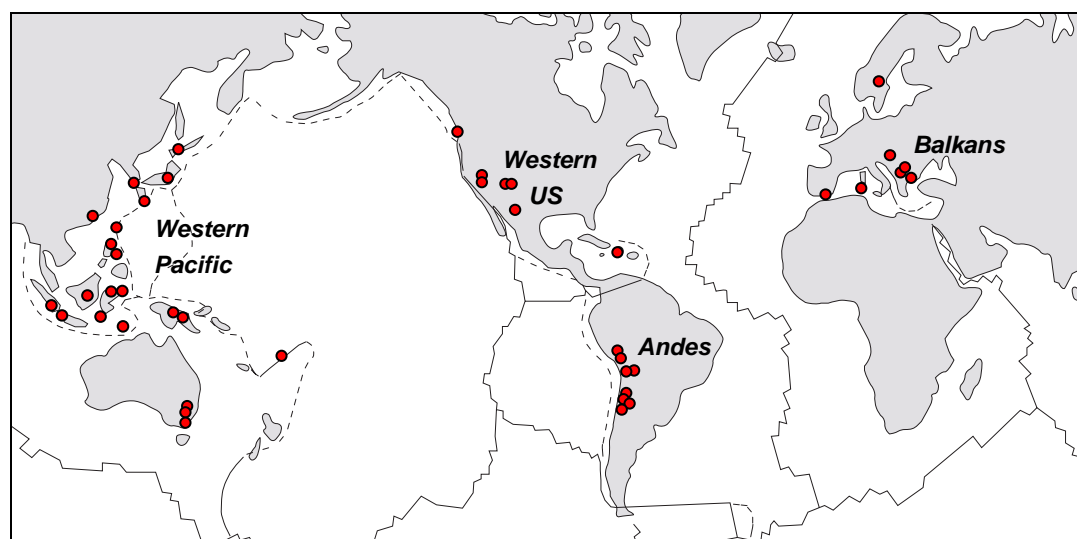 Western
Pacific
Western
US
Andes
Balkans